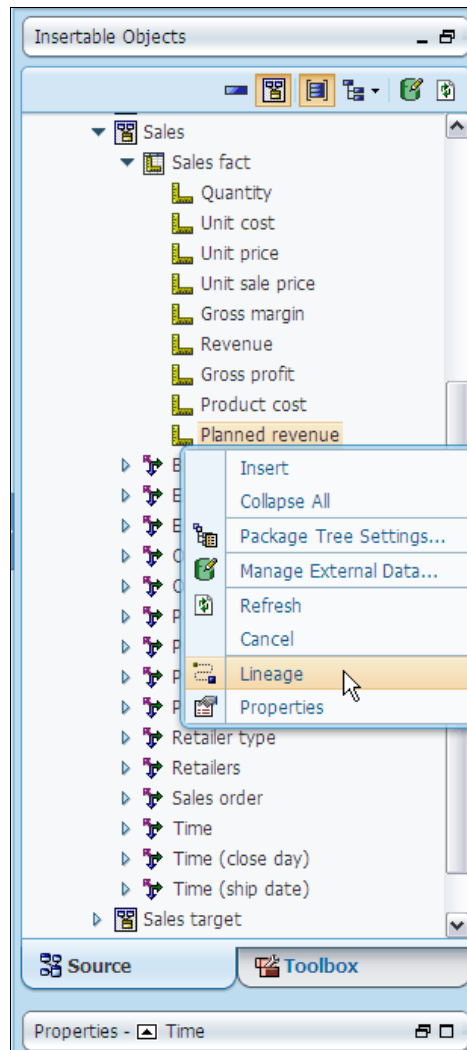 Insertable Objects
Sales
Sales fact
Quantity
Unit cost
Unit price
Unit sale price
Gross margin
Revenue
Gross profit
Product cost
Planned revenue
Insert
Collapse All
Package Tree Settings...
Manage External Data...
Refresh
Cancel
Lineage
Properties
Retailer type
Retailers
Sales order
Time
Time (close day)
Time (ship date)
Sales target
Source
Toolbox
Properties - Time